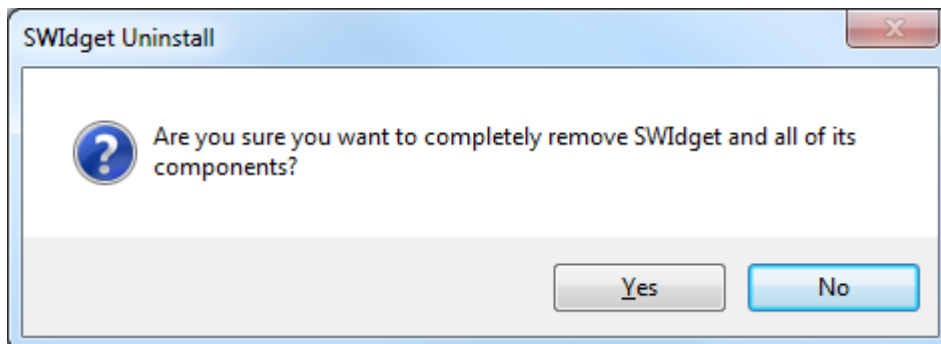 SWIdget Uninstall
Are you sure you want to completely remove SWIdget and all of its
components?
Yes
No